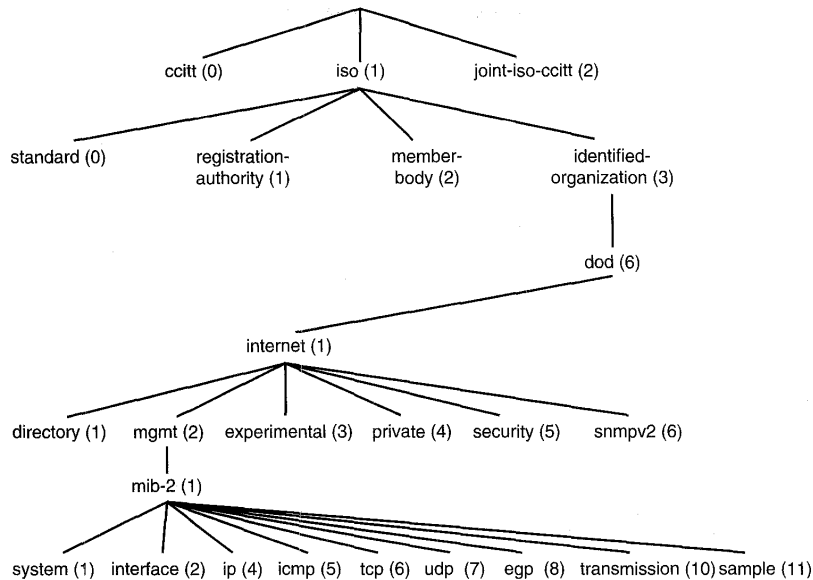 ccitt (0) iso (1) joint-iso-ccitt (2)
standard (0) registration- member- identified-
authority (1) body (2) organization (3)
dod (6)
internet (1)
directory (1) mgmt (2) experimental (3) private (4) security (5) snmpv2 (6)
mib-2 (1)
system (1) interface (2) ip (4) icmp (5) tcp (6) udp (7) egp (8) transmission (10) sample (11)